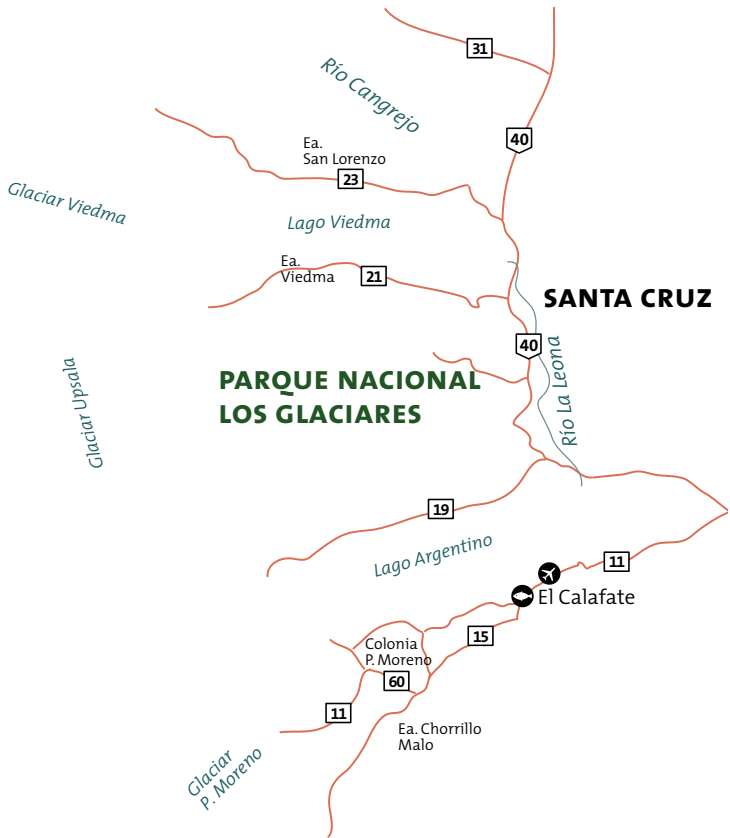 31
Río Cangrejo
40
Ea.
San Lorenzo
23
Glaciar Viedma
Lago Viedma
Ea.
Viedma
21
SANTA CRUZ
40
Río La Leona
Glaciar Upsala
PARQUE NACIONAL
LOS GLACIARES
19
Lago Argentino
11
El Calafate
15
Colonia
P. Moreno
60
11
Ea. Chorrillo
Malo
Glaciar
P. Moreno